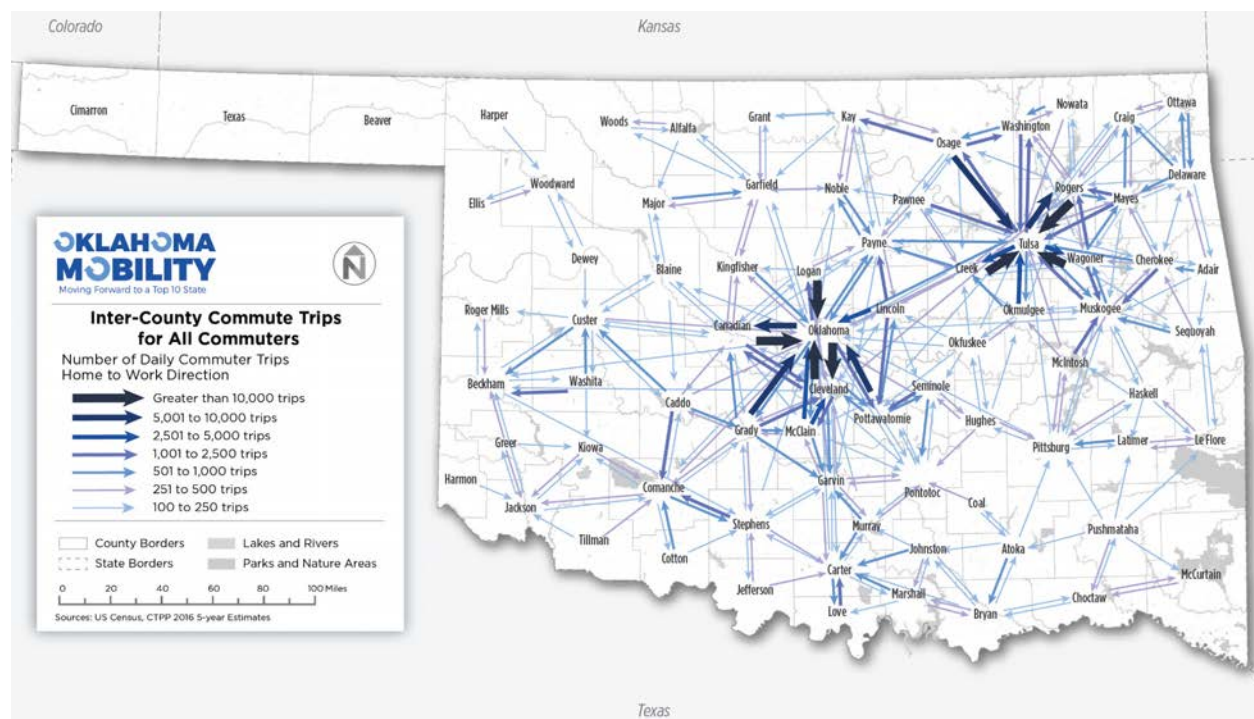 Colorado
Kansas
Cimarron
Texas
Beaver
Harper
Woods
Alfalfa
Grant
Kay
Osage
Washington
Nowata
Craig
Ottawa
Ellis
Woodward
Major
Garfield
Noble
Pawnee
Rogers
Mayes
Delaware
OKLAHOMA
MOBILITY
Moving Forward to a Top 10 State
N
Inter-County Commute Trips
for All Commuters
Number of Daily Commuter Trips
Home to Work Direction
Greater than 10,000 trips
5,001 to 10,000 trips
2,501 to 5,000 trips
1,001 to 2,500 trips
501 to 1,000 trips
251 to 500 trips
100 to 250 trips
County Borders
Lakes and Rivers
State Borders
Parks and Nature Areas
0 20 40 60 80 100 Miles
Sources: US Census, CTPP 2016 5-year Estimates
Dewey
Blaine
Kingfisher
Logan
Payne
Creek
Tulsa
Wagoner
Cherokee
Adair
Roger Mills
Custer
Canadian
Oklahoma
Lincoln
Okmulgee
Muskogee
Sequoyah
Okfuskee
McIntosh
Beckham
Washita
Caddo
Cleveland
Seminole
Haskell
Grady
McClain
Pottawatomie
Hughes
Pittsburg
Latimer
Le Flore
Greer
Kiowa
Harmon
Jackson
Comanche
Garvin
Pontotoc
Coal
Tillman
Stephens
Murray
Pushmataha
Cotton
Johnston
Atoka
Jefferson
Carter
Marshall
Love
Bryan
Choctaw
McCurtain
Texas